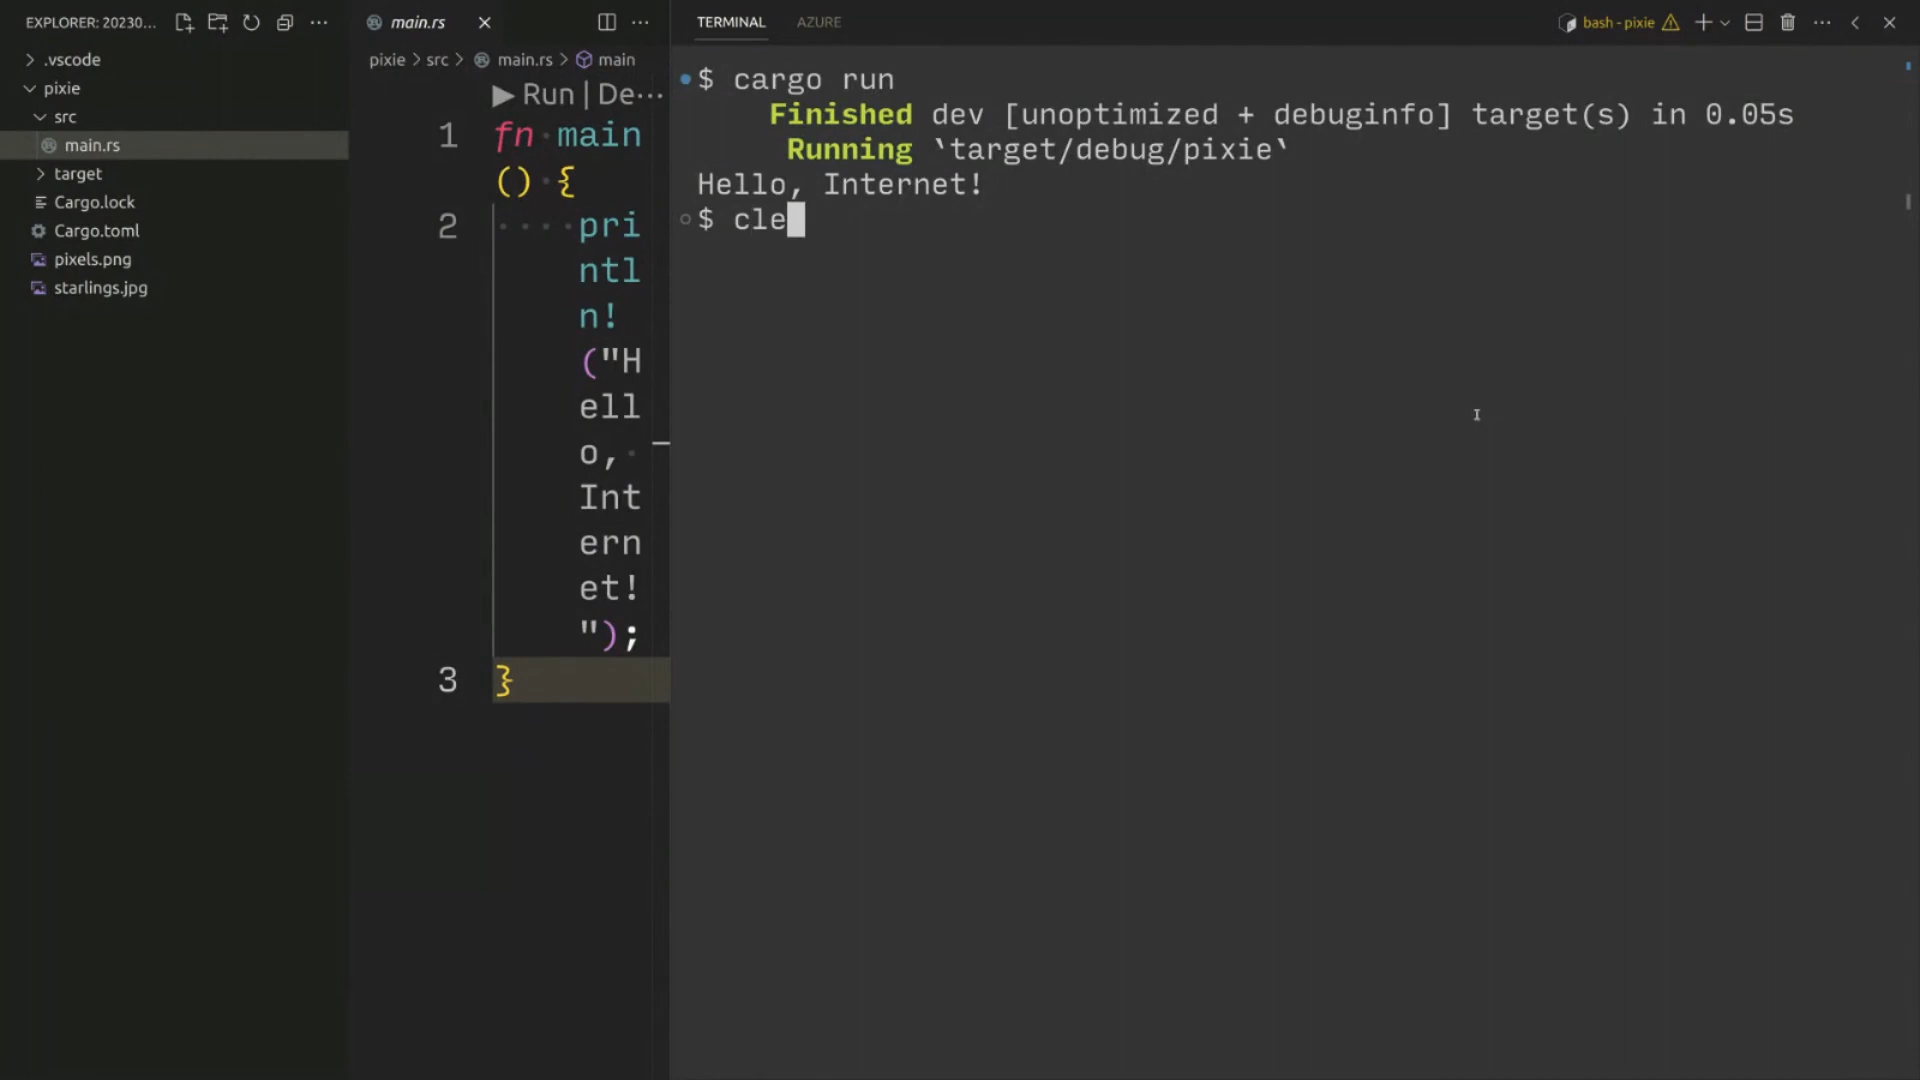 EXPLORER: 20230...
.vscode
pixie
src
main.rs
target
Cargo.lock
Cargo.toml
pixels.png
starlings.jpg
main.rs
pixie > src > main.rs > main
Run | De...
1 fn main
() {
2 pri
ntl
n!
("H
ell
o,
Int
ern
et!
");
3 }
TERMINAL AZURE
bash - pixie
$ cargo run
Finished dev [unoptimized + debuginfo] target(s) in 0.05s
Running `target/debug/pixie`
Hello, Internet!
$ cle